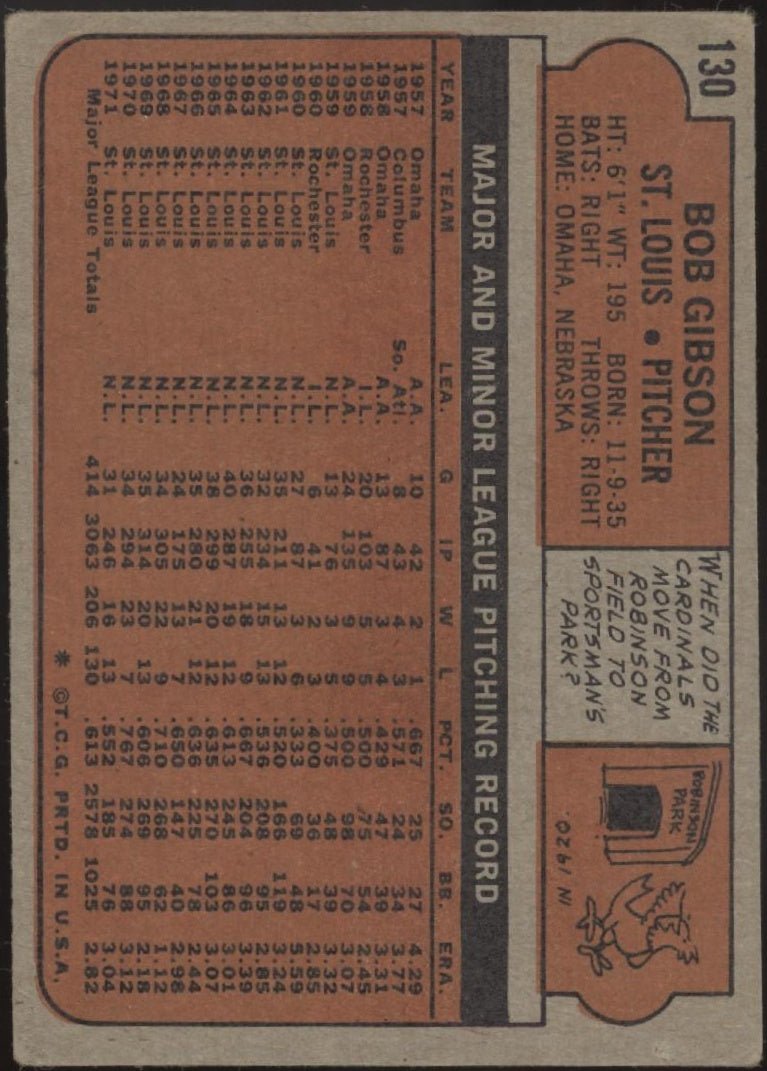 130
BOB GIBSON
ST. LOUIS • PITCHER
HT: 6'1" WT: 195 BORN: 11-9-35
BATS: RIGHT THROWS: RIGHT
HOME: OMAHA, NEBRASKA
WHEN DID THE
CARDINALS
MOVE FROM
ROBINSON
FIELD TO
SPORTSMAN'S
PARK?
ROBINSON
PARK
IN 1920.
MAJOR AND MINOR LEAGUE PITCHING RECORD
YEAR TEAM LEA. G IP W L PCT. SO. BB. ERA.
1957 Omaha A.A. 10 42 2 1 .667 25 27 4.29
1957 Columbus So. Atl. 8 43 4 3 .571 24 34 3.77
1958 Omaha A.A. 13 87 3 4 .429 47 39 3.31
1958 Rochester I.L. 20 103 5 5 .500 75 54 2.45
1959 Omaha A.A. 24 135 9 9 .500 98 70 3.07
1959 St. Louis N.L. 13 76 3 5 .375 48 39 3.32
1960 Rochester I.L. 6 41 2 3 .400 36 17 2.85
1960 St. Louis N.L. 27 87 3 6 .333 69 48 5.59
1961 St. Louis N.L. 35 211 13 12 .520 166 119 3.24
1962 St. Louis N.L. 32 234 15 13 .536 208 95 2.85
1963 St. Louis N.L. 36 255 18 9 .667 204 96 3.39
1964 St. Louis N.L. 40 287 19 12 .613 245 86 3.01
1965 St. Louis N.L. 38 299 20 12 .635 270 103 3.07
1966 St. Louis N.L. 35 280 21 12 .636 225 78 2.44
1967 St. Louis N.L. 24 175 13 7 .650 147 40 2.98
1968 St. Louis N.L. 34 305 22 9 .710 268 62 1.12
1969 St. Louis N.L. 35 314 20 13 .606 269 95 2.18
1970 St. Louis N.L. 34 294 23 7 .767 274 88 3.12
1971 St. Louis N.L. 31 246 16 13 .552 185 76 3.04
Major League Totals 414 3063 206 130 .613 2578 1025 2.82
* ©T.C.G. PRTD. IN U.S.A.